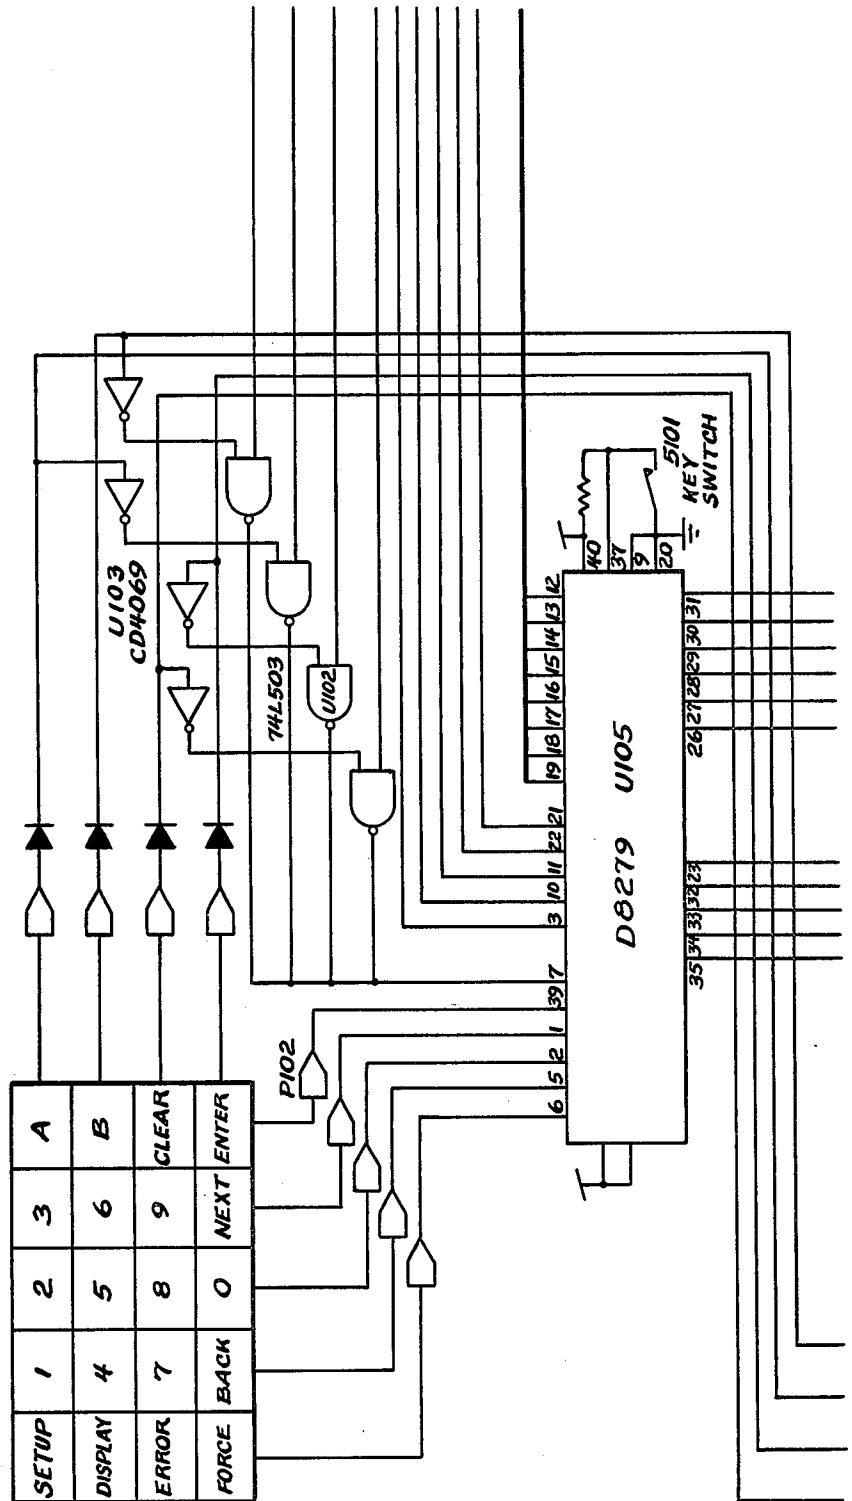 SETUP 1 2 3 A
DISPLAY 4 5 6 B
ERROR 7 8 9 CLEAR
FORCE BACK 0 NEXT ENTER
P102
U103
CD4069
74LS03
U102
5101
KEY
SWITCH
D8279 U105
6 5 2 1 39 7 3 10 11 22 21 19 18 17 16 15 14 13 12
40
37
9
20
35 34 33 32 23 26 27 28 29 30 31